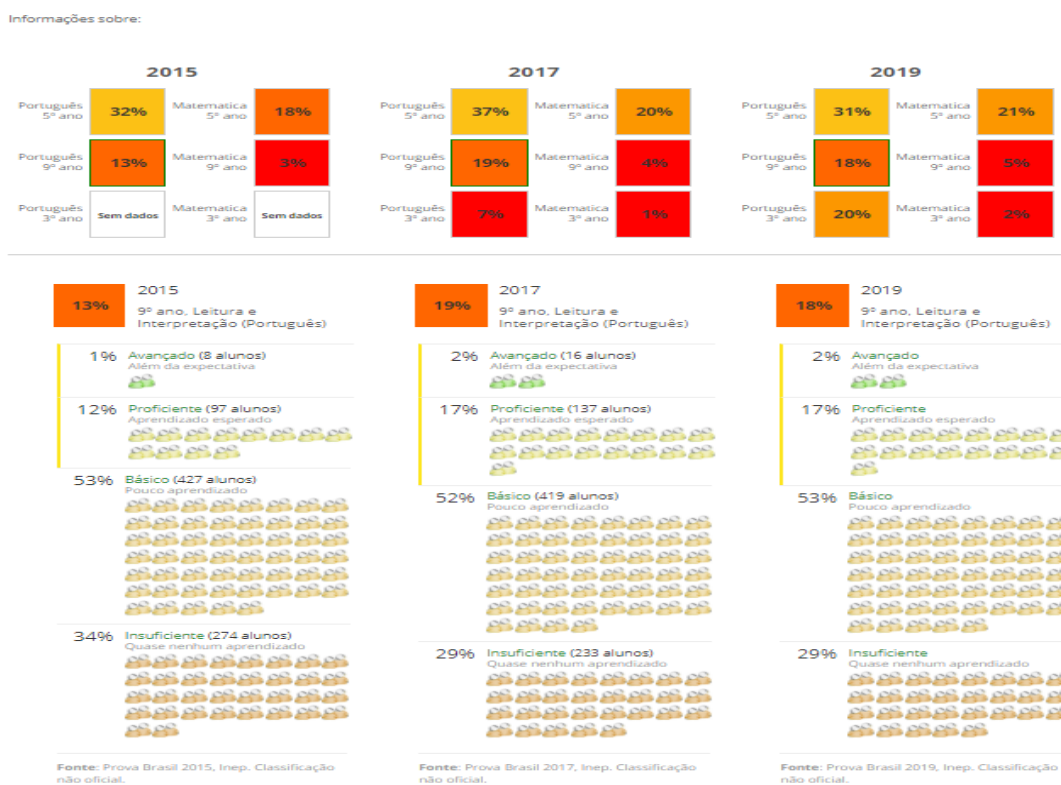 Informações sobre:
2015
Português
5º ano
32%
Matematica
5º ano
18%
Português
9º ano
13%
Matematica
9º ano
3%
Português
3º ano
Sem dados
Matematica
3º ano
Sem dados
2017
Português
5º ano
37%
Matematica
5º ano
20%
Português
9º ano
19%
Matematica
9º ano
4%
Português
3º ano
7%
Matematica
3º ano
1%
2019
Português
5º ano
31%
Matematica
5º ano
21%
Português
9º ano
18%
Matematica
9º ano
5%
Português
3º ano
20%
Matematica
3º ano
2%
13%
2015
9º ano, Leitura e
Interpretação (Português)
1% Avançado (8 alunos)
Além da expectativa
12% Proficiente (97 alunos)
Aprendizado esperado
53% Básico (427 alunos)
Pouco aprendizado
34% Insuficiente (274 alunos)
Quase nenhum aprendizado
Fonte: Prova Brasil 2015, Inep. Classificação
não oficial.
19%
2017
9º ano, Leitura e
Interpretação (Português)
2% Avançado (16 alunos)
Além da expectativa
17% Proficiente (137 alunos)
Aprendizado esperado
52% Básico (419 alunos)
Pouco aprendizado
29% Insuficiente (233 alunos)
Quase nenhum aprendizado
Fonte: Prova Brasil 2017, Inep. Classificação
não oficial.
18%
2019
9º ano, Leitura e
Interpretação (Português)
2% Avançado
Além da expectativa
17% Proficiente
Aprendizado esperado
53% Básico
Pouco aprendizado
29% Insuficiente
Quase nenhum aprendizado
Fonte: Prova Brasil 2019, Inep. Classificação
não oficial.